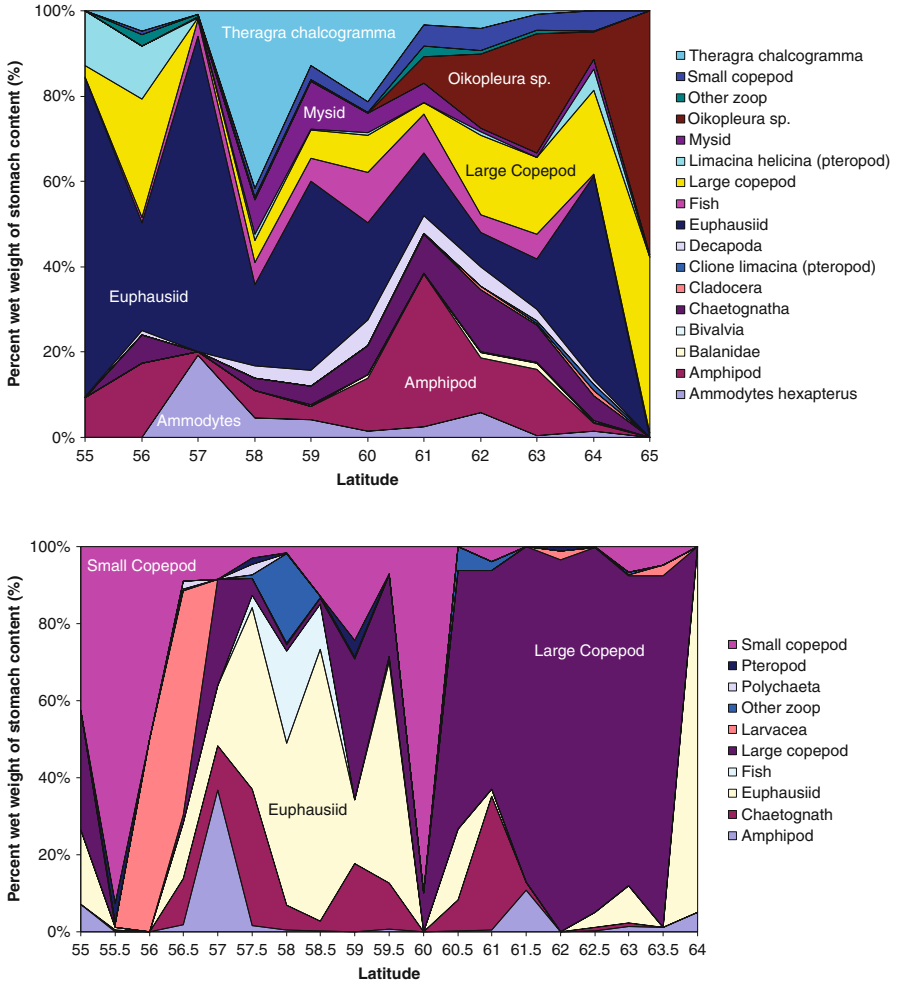 Percent wet weight of stomach content (%)
100%
80%
60%
40%
20%
0%
Theragra chalcogramma
Oikopleura sp.
Mysid
Large Copepod
Euphausiid
Amphipod
Ammodytes
55 56 57 58 59 60 61 62 63 64 65
Latitude
Theragra chalcogramma
Small copepod
Other zoop
Oikopleura sp.
Mysid
Limacina helicina (pteropod)
Large copepod
Fish
Euphausiid
Decapoda
Clione limacina (pteropod)
Cladocera
Chaetognatha
Bivalvia
Balanidae
Amphipod
Ammodytes hexapterus
Percent wet weight of stomach content (%)
100%
80%
60%
40%
20%
0%
Small Copepod
Large Copepod
Euphausiid
55 55.5 56 56.5 57 57.5 58 58.5 59 59.5 60 60.5 61 61.5 62 62.5 63 63.5 64
Latitude
Small copepod
Pteropod
Polychaeta
Other zoop
Larvacea
Large copepod
Fish
Euphausiid
Chaetognath
Amphipod